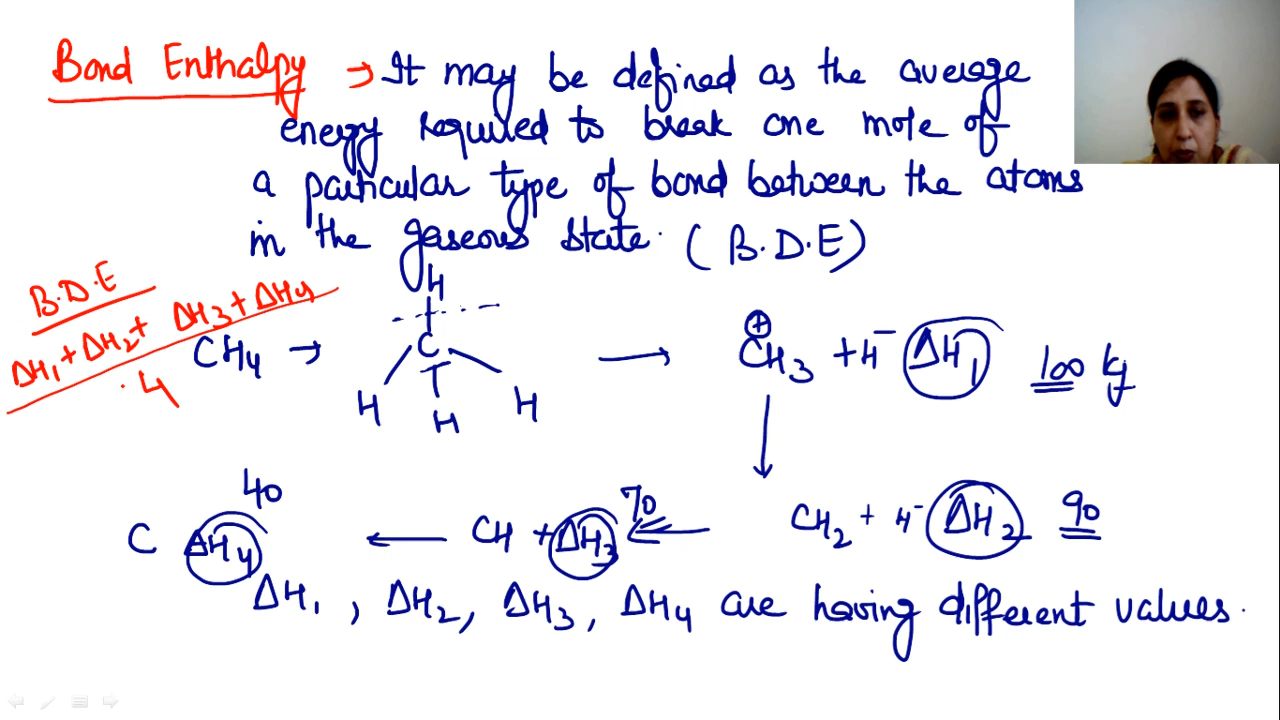 Bond Enthalpy → It may be defined as the average
energy required to break one mole of
a particular type of bond between the atoms
in the gaseous state. (B.D.E)
B.D.E
ΔH₁ + ΔH₂ + ΔH₃ + ΔH₄
4
H
CH₄ → C → CH₃⊕ + H⁻ ΔH₁ 100 kj
H H H
40
C ΔH₄ ← CH + ΔH₃ 70 ← CH₂ + H⁻ ΔH₂ 90
ΔH₁, ΔH₂, ΔH₃, ΔH₄ are having different values.